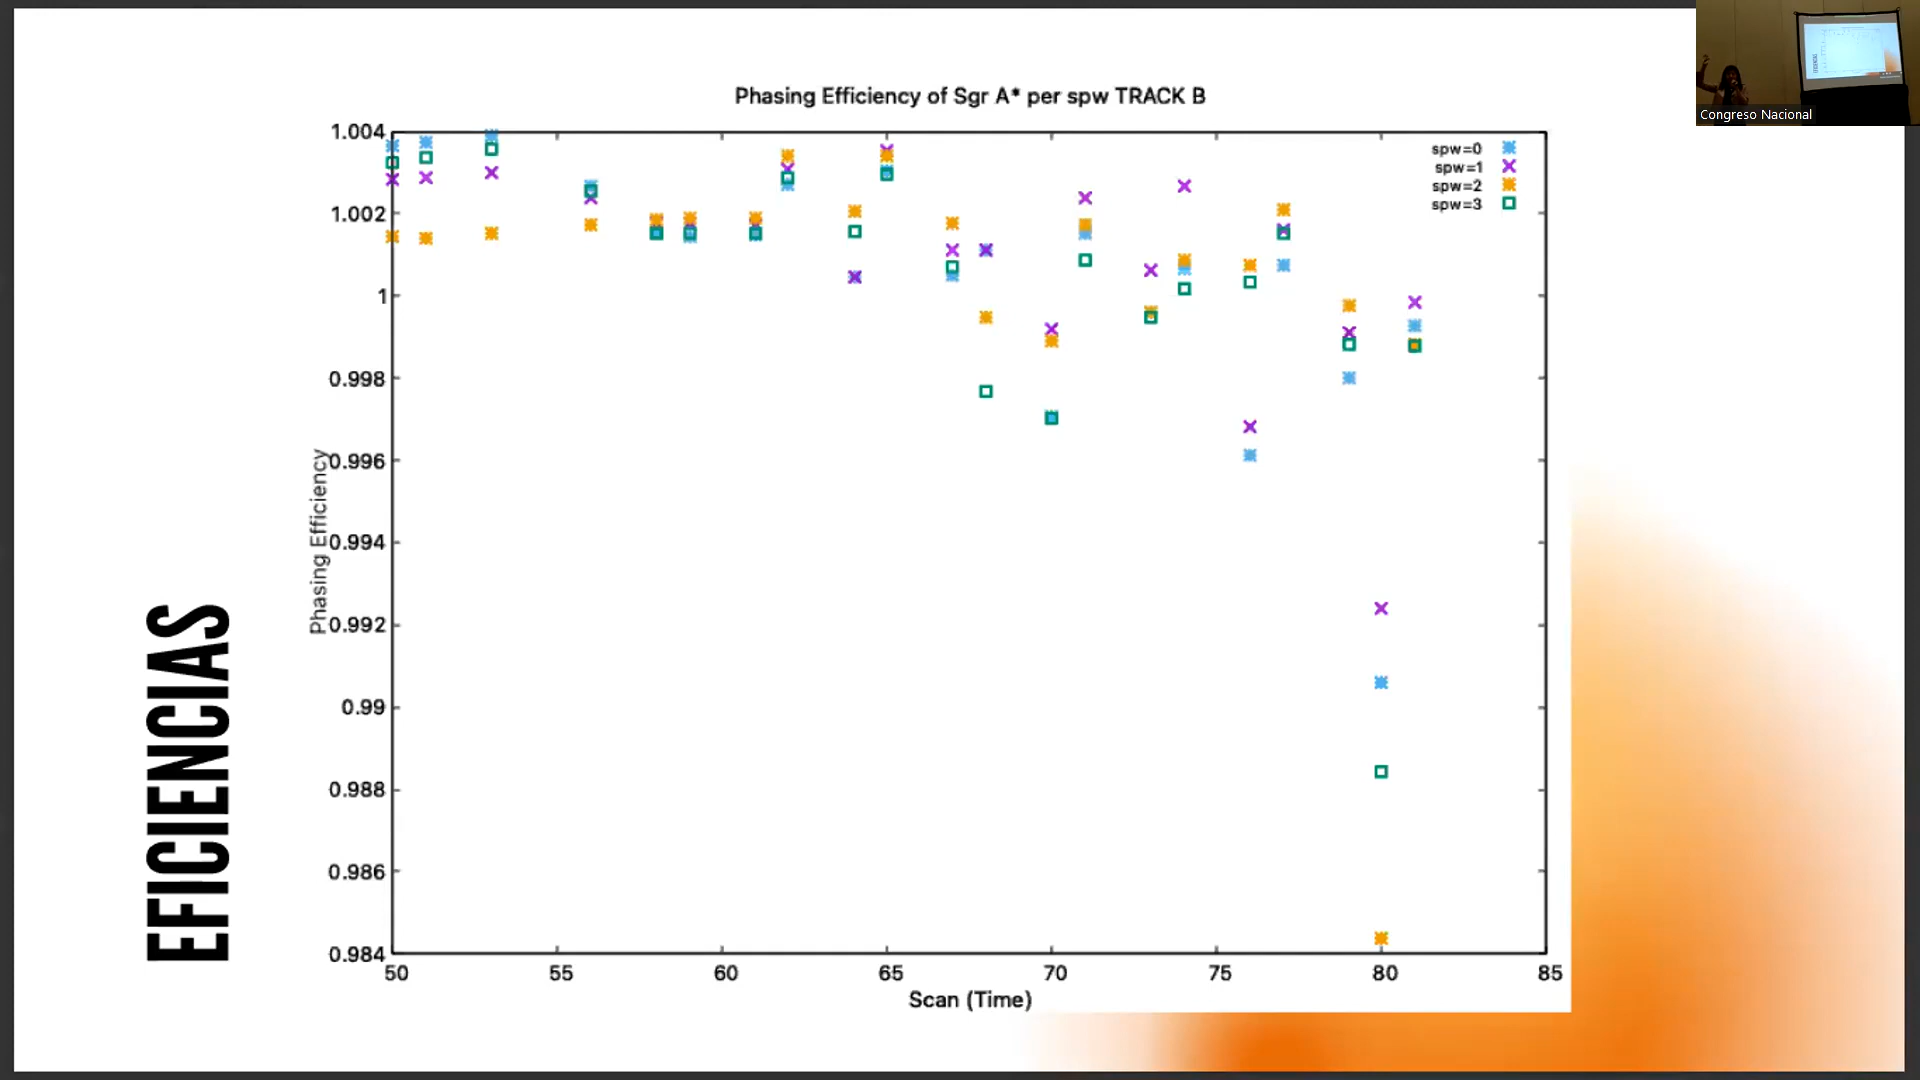 Congreso Nacional
EFICIENCIAS
Phasing Efficiency of Sgr A* per spw TRACK B
spw=0
spw=1
spw=2
spw=3
Phasing Efficiency
1.004
1.002
1
0.998
0.996
0.994
0.992
0.99
0.988
0.986
0.984
50 55 60 65 70 75 80 85
Scan (Time)